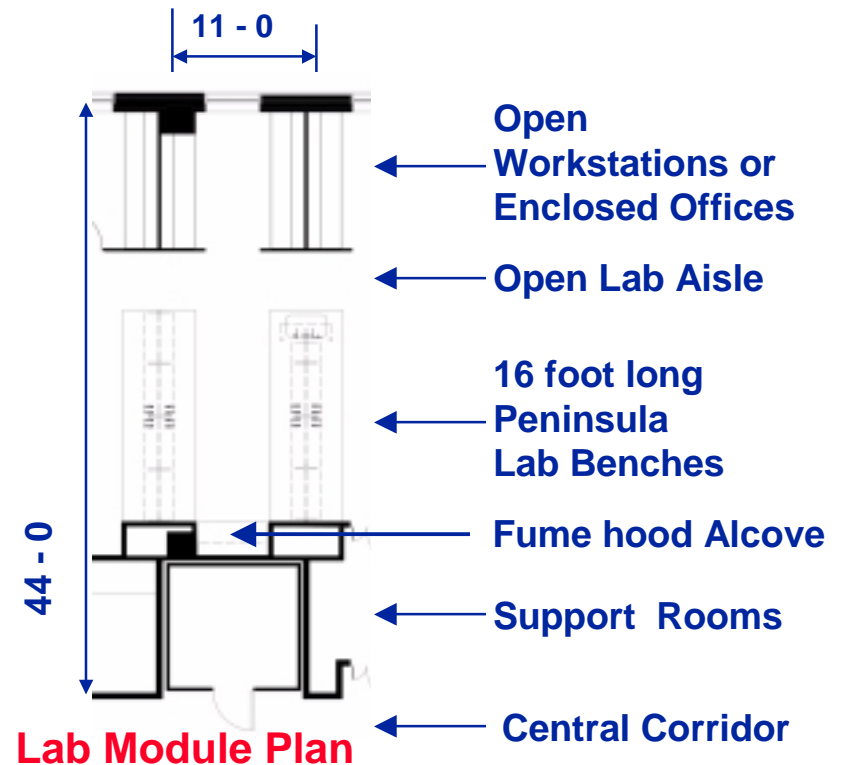 11 - 0
Open
Workstations or
Enclosed Offices
Open Lab Aisle
16 foot long
Peninsula
Lab Benches
44 - 0
Fume hood Alcove
Support Rooms
Central Corridor
Lab Module Plan